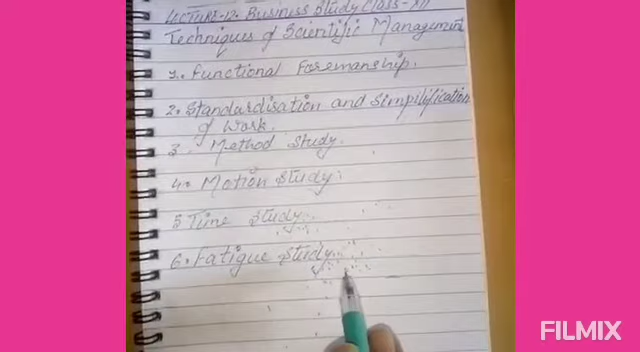 LECTURE-12. Business Study Class-XII
Techniques of Scientific Management
1. Functional Foremanship.
2. Standardisation and Simplification
of Work.
3. Method Study.
4. Motion Study.
5 Time Study.
6. Fatigue Study.
FILMIX